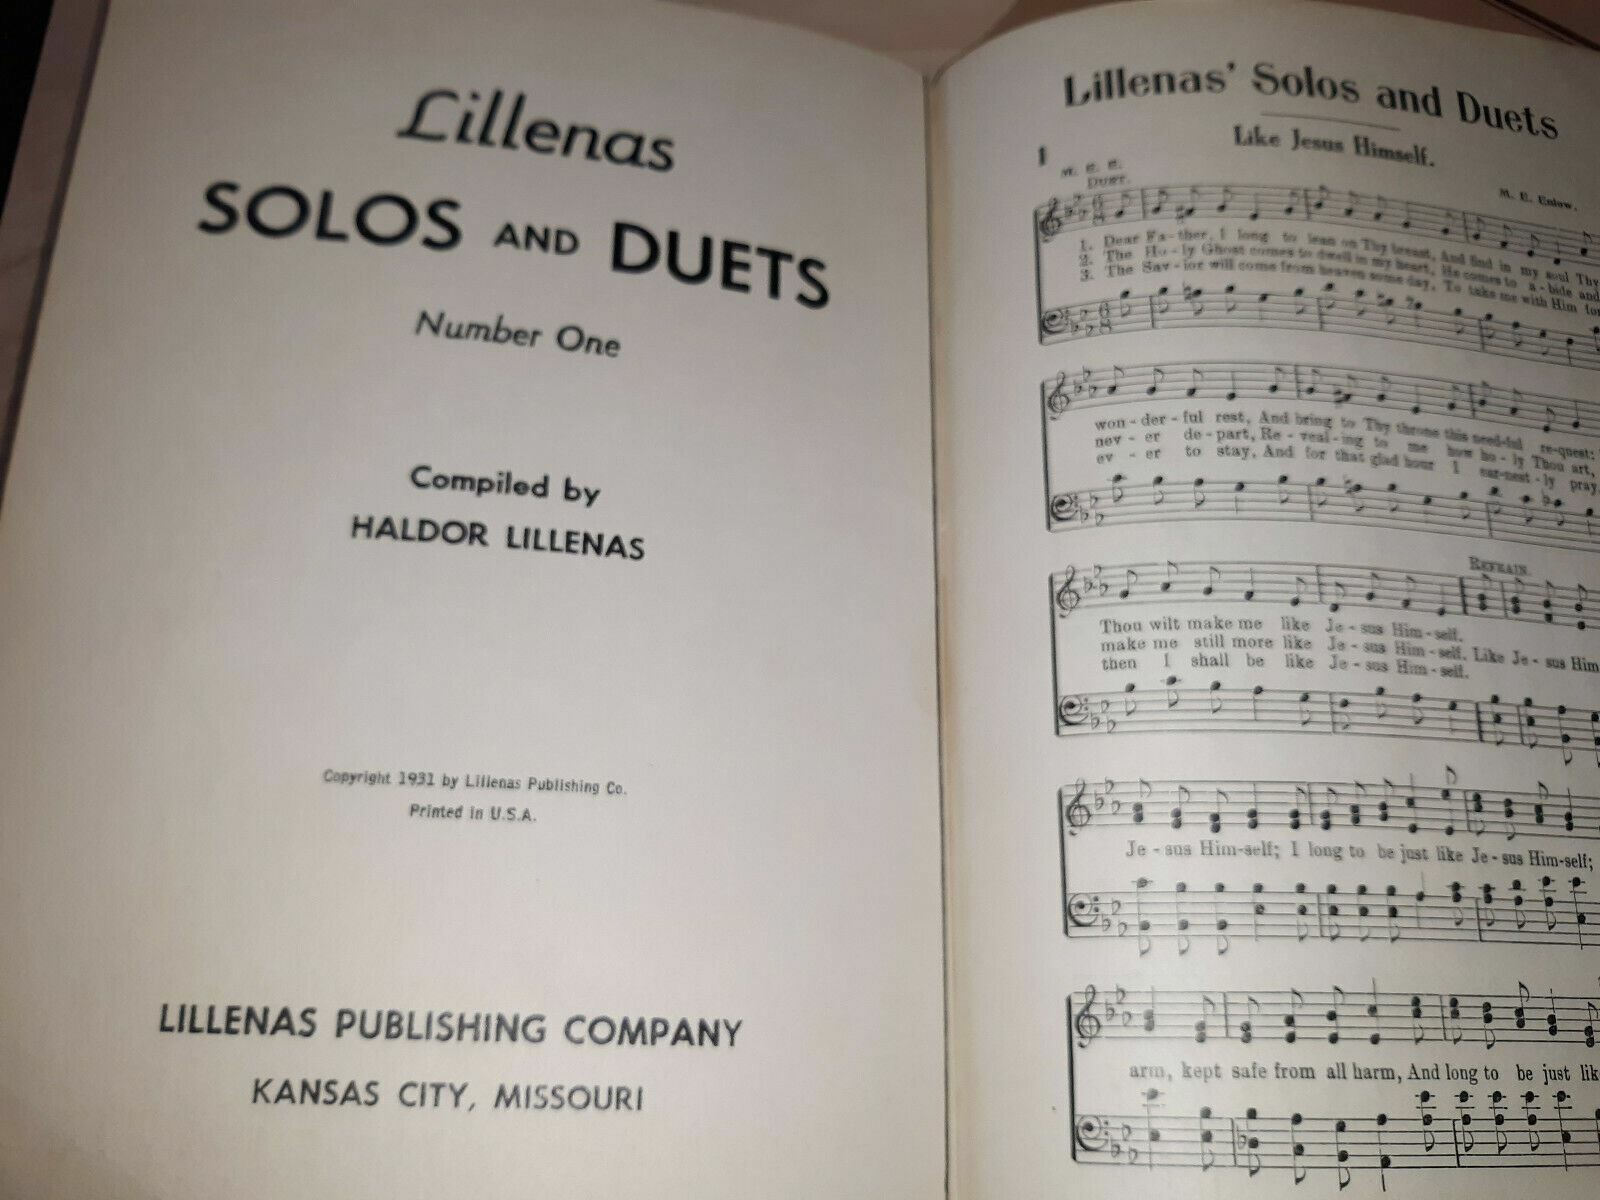 Lillenas
SOLOS AND DUETS
Number One
Compiled by
HALDOR LILLENAS
Copyright 1931 by Lillenas Publishing Co.
Printed in U.S.A.
LILLENAS PUBLISHING COMPANY
KANSAS CITY, MISSOURI
Lillenas' Solos and Duets
Like Jesus Himself.
1
M. E. E.
DUET.
M. E. Enlow.
1. Dear Fa-ther, I long to lean on Thy breast, And find in my soul Thy
2. The Ho-ly Ghost comes to dwell in my heart, He comes to a-bide and
3. The Sav-ior will come from heaven some day, To take me with Him for
won-der-ful rest, And bring to Thy throne this need-ful re-quest:
nev-er de-part, Re-veal-ing to me how ho-ly Thou art,
ev-er to stay, And for that glad hour I ear-nest-ly pray,
REFRAIN.
Thou wilt make me like Je-sus Him-self.
make me still more like Je-sus Him-self. Like Je-sus Him
then I shall be like Je-sus Him-self.
Je-sus Him-self; I long to be just like Je-sus Him-self;
arm, kept safe from all harm, And long to be just lik